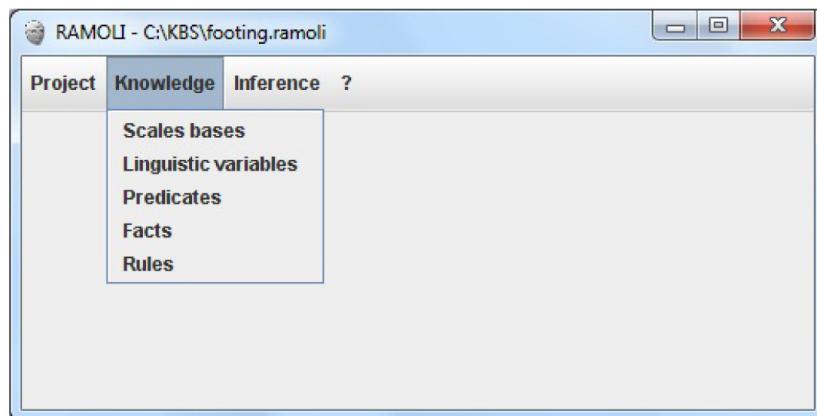 RAMOLI - C:\KBS\footing.ramoli
Project Knowledge Inference ?
Scales bases
Linguistic variables
Predicates
Facts
Rules